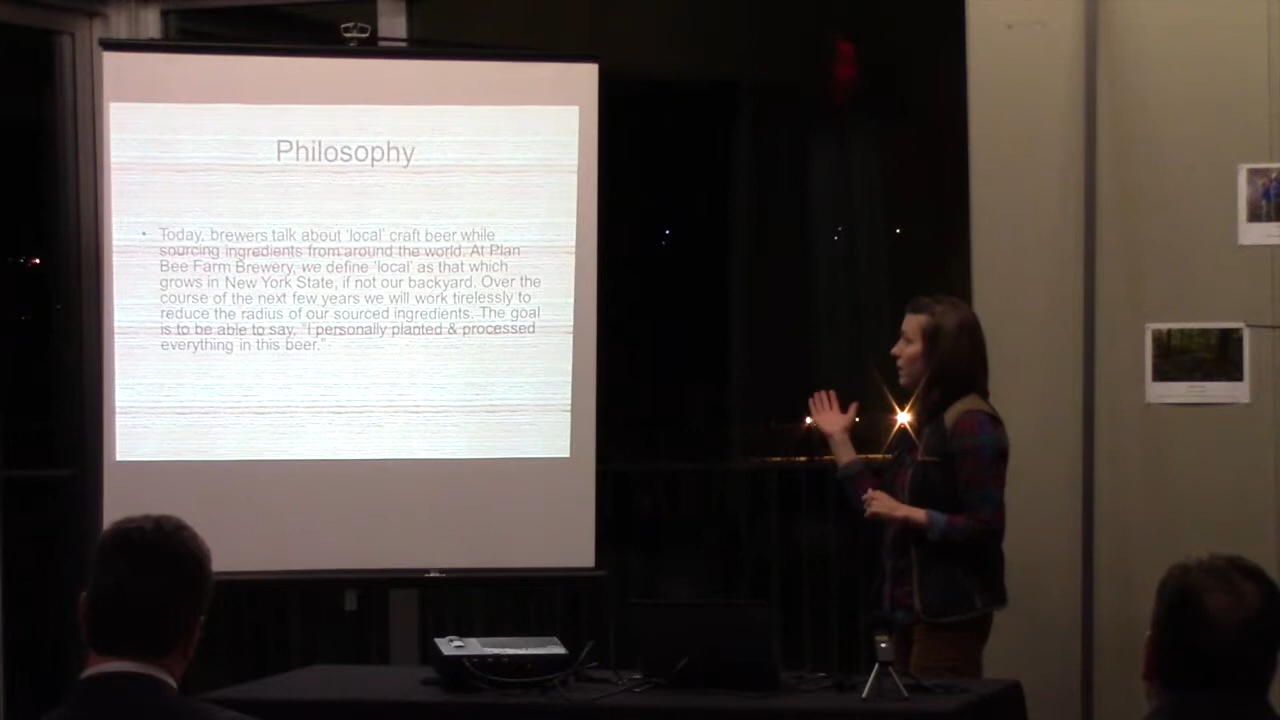 Philosophy
• Today, brewers talk about 'local' craft beer while
sourcing ingredients from around the world. At Plan
Bee Farm Brewery, we define 'local' as that which
grows in New York State, if not our backyard. Over the
course of the next few years we will work tirelessly to
reduce the radius of our sourced ingredients. The goal
is to be able to say, "I personally planted & processed
everything in this beer."